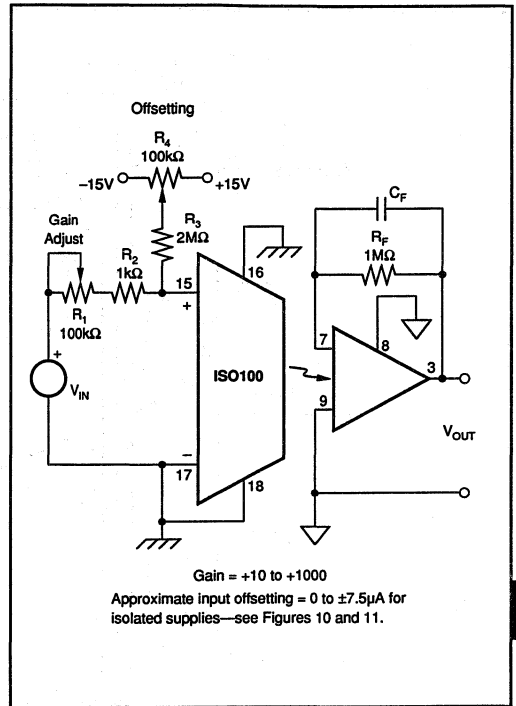 Offsetting
R4
100kΩ
–15V
+15V
Gain
Adjust
R3
2MΩ
R2
1kΩ
R1
100kΩ
15
+
16
ISO100
+
VIN
–
17
18
CF
RF
1MΩ
7
8
3
9
VOUT
Gain = +10 to +1000
Approximate input offsetting = 0 to ±7.5µA for
isolated supplies—see Figures 10 and 11.